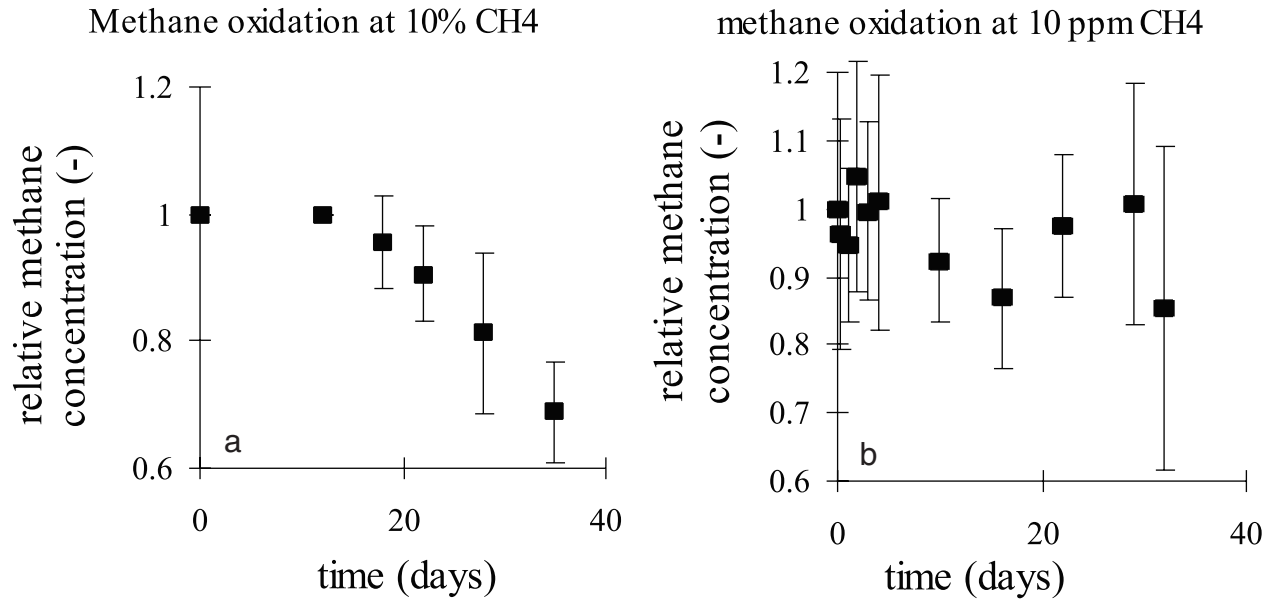 Methane oxidation at 10% CH4
relative methane
concentration (-)
1.2
1
0.8
0.6
a
0
20
40
time (days)
methane oxidation at 10 ppm CH4
relative methane
concentration (-)
1.2
1.1
1
0.9
0.8
0.7
0.6
b
0
20
40
time (days)